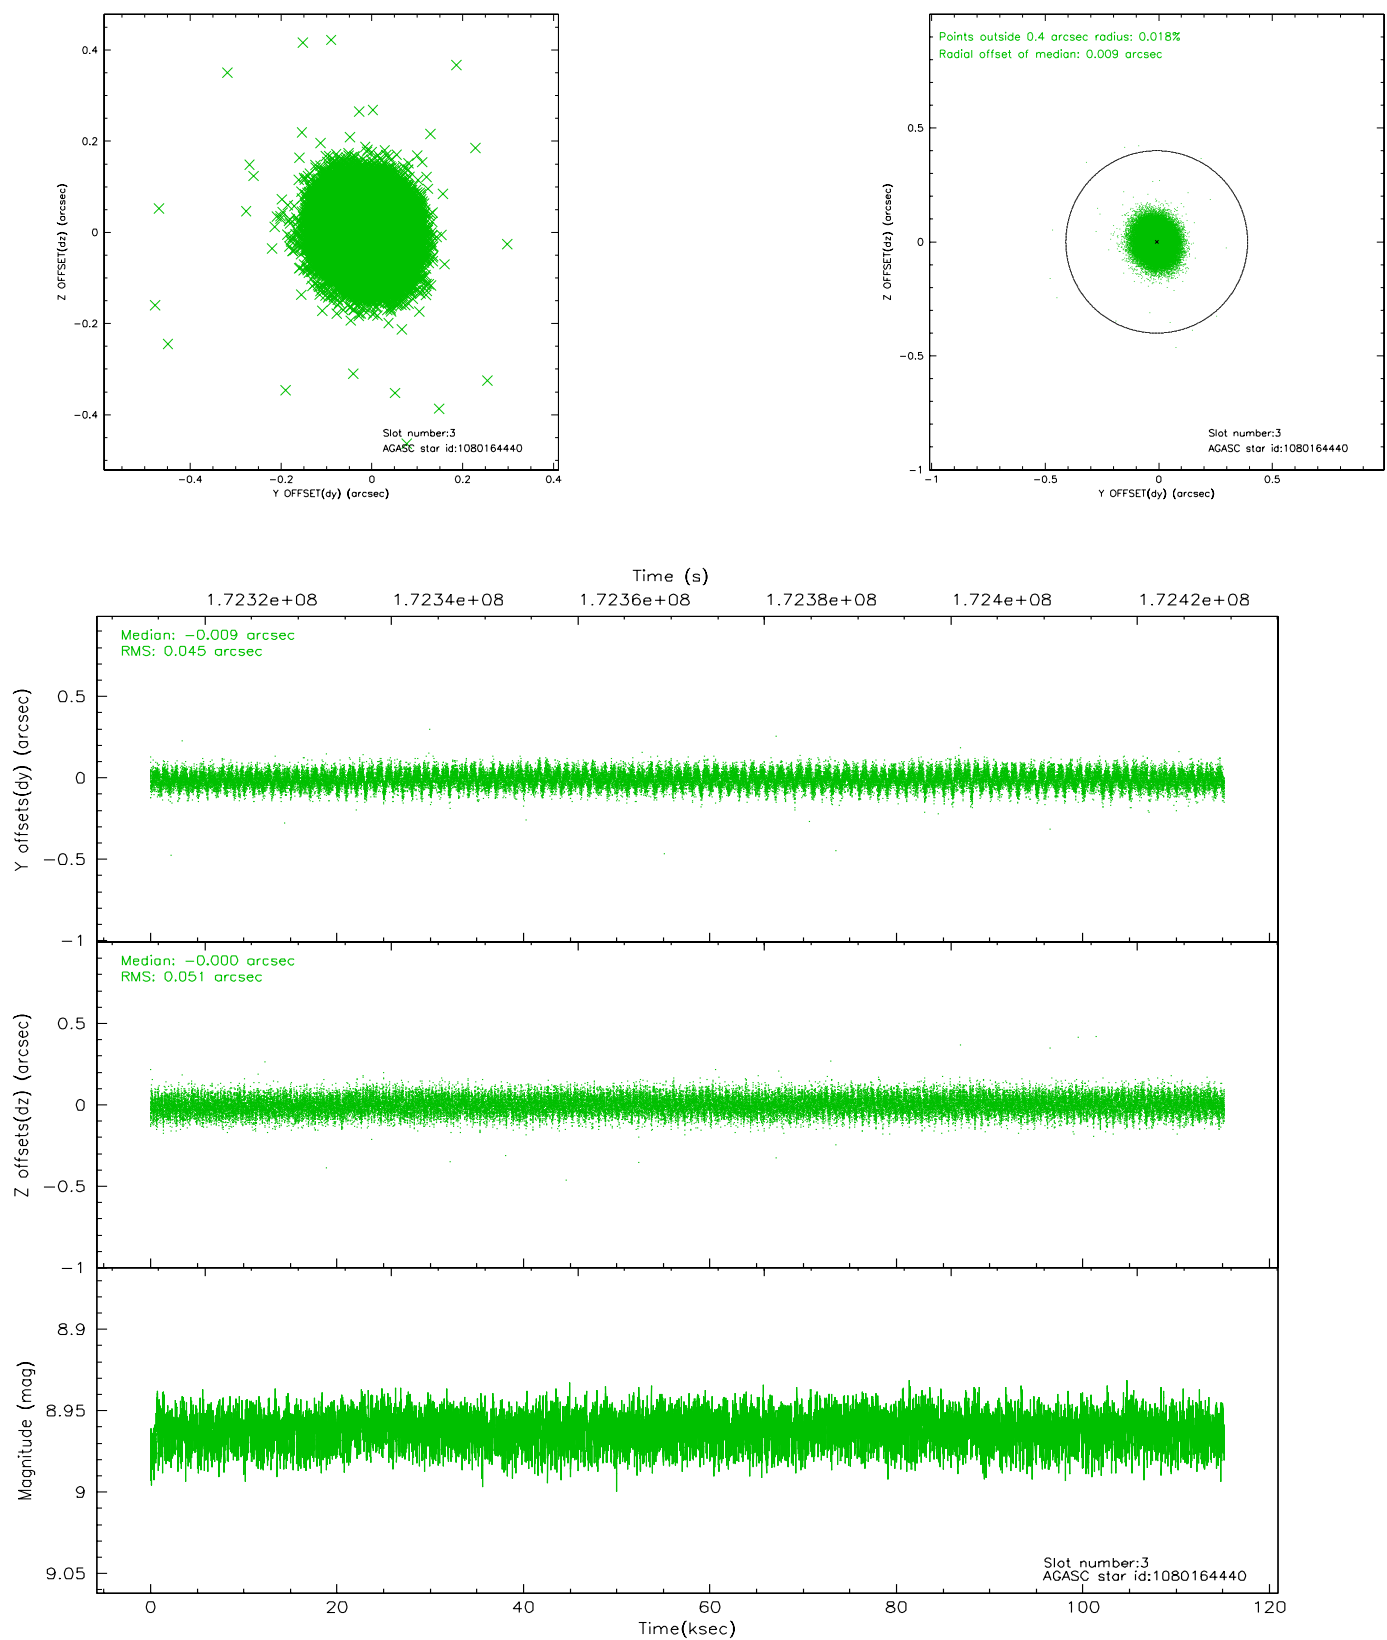 0.4
0.2
0
−0.2
−0.4
Z OFFSET(dz) (arcsec)
Slot number:3
AGASC star id:1080164440
−0.4 −0.2 0 0.2 0.4
Y OFFSET(dy) (arcsec)
Points outside 0.4 arcsec radius: 0.018%
Radial offset of median: 0.009 arcsec
0.5
0
−0.5
−1
Z OFFSET(dz) (arcsec)
Slot number:3
AGASC star id:1080164440
−1 −0.5 0 0.5
Y OFFSET(dy) (arcsec)
Time (s)
1.7232e+08 1.7234e+08 1.7236e+08 1.7238e+08 1.724e+08 1.7242e+08
Median: −0.009 arcsec
RMS: 0.045 arcsec
0.5
0
−0.5
−1
Y offsets(dy) (arcsec)
Median: −0.000 arcsec
RMS: 0.051 arcsec
0.5
0
−0.5
−1
Z offsets(dz) (arcsec)
8.9
8.95
9
9.05
Magnitude (mag)
Slot number:3
AGASC star id:1080164440
0 20 40 60 80 100 120
Time(ksec)